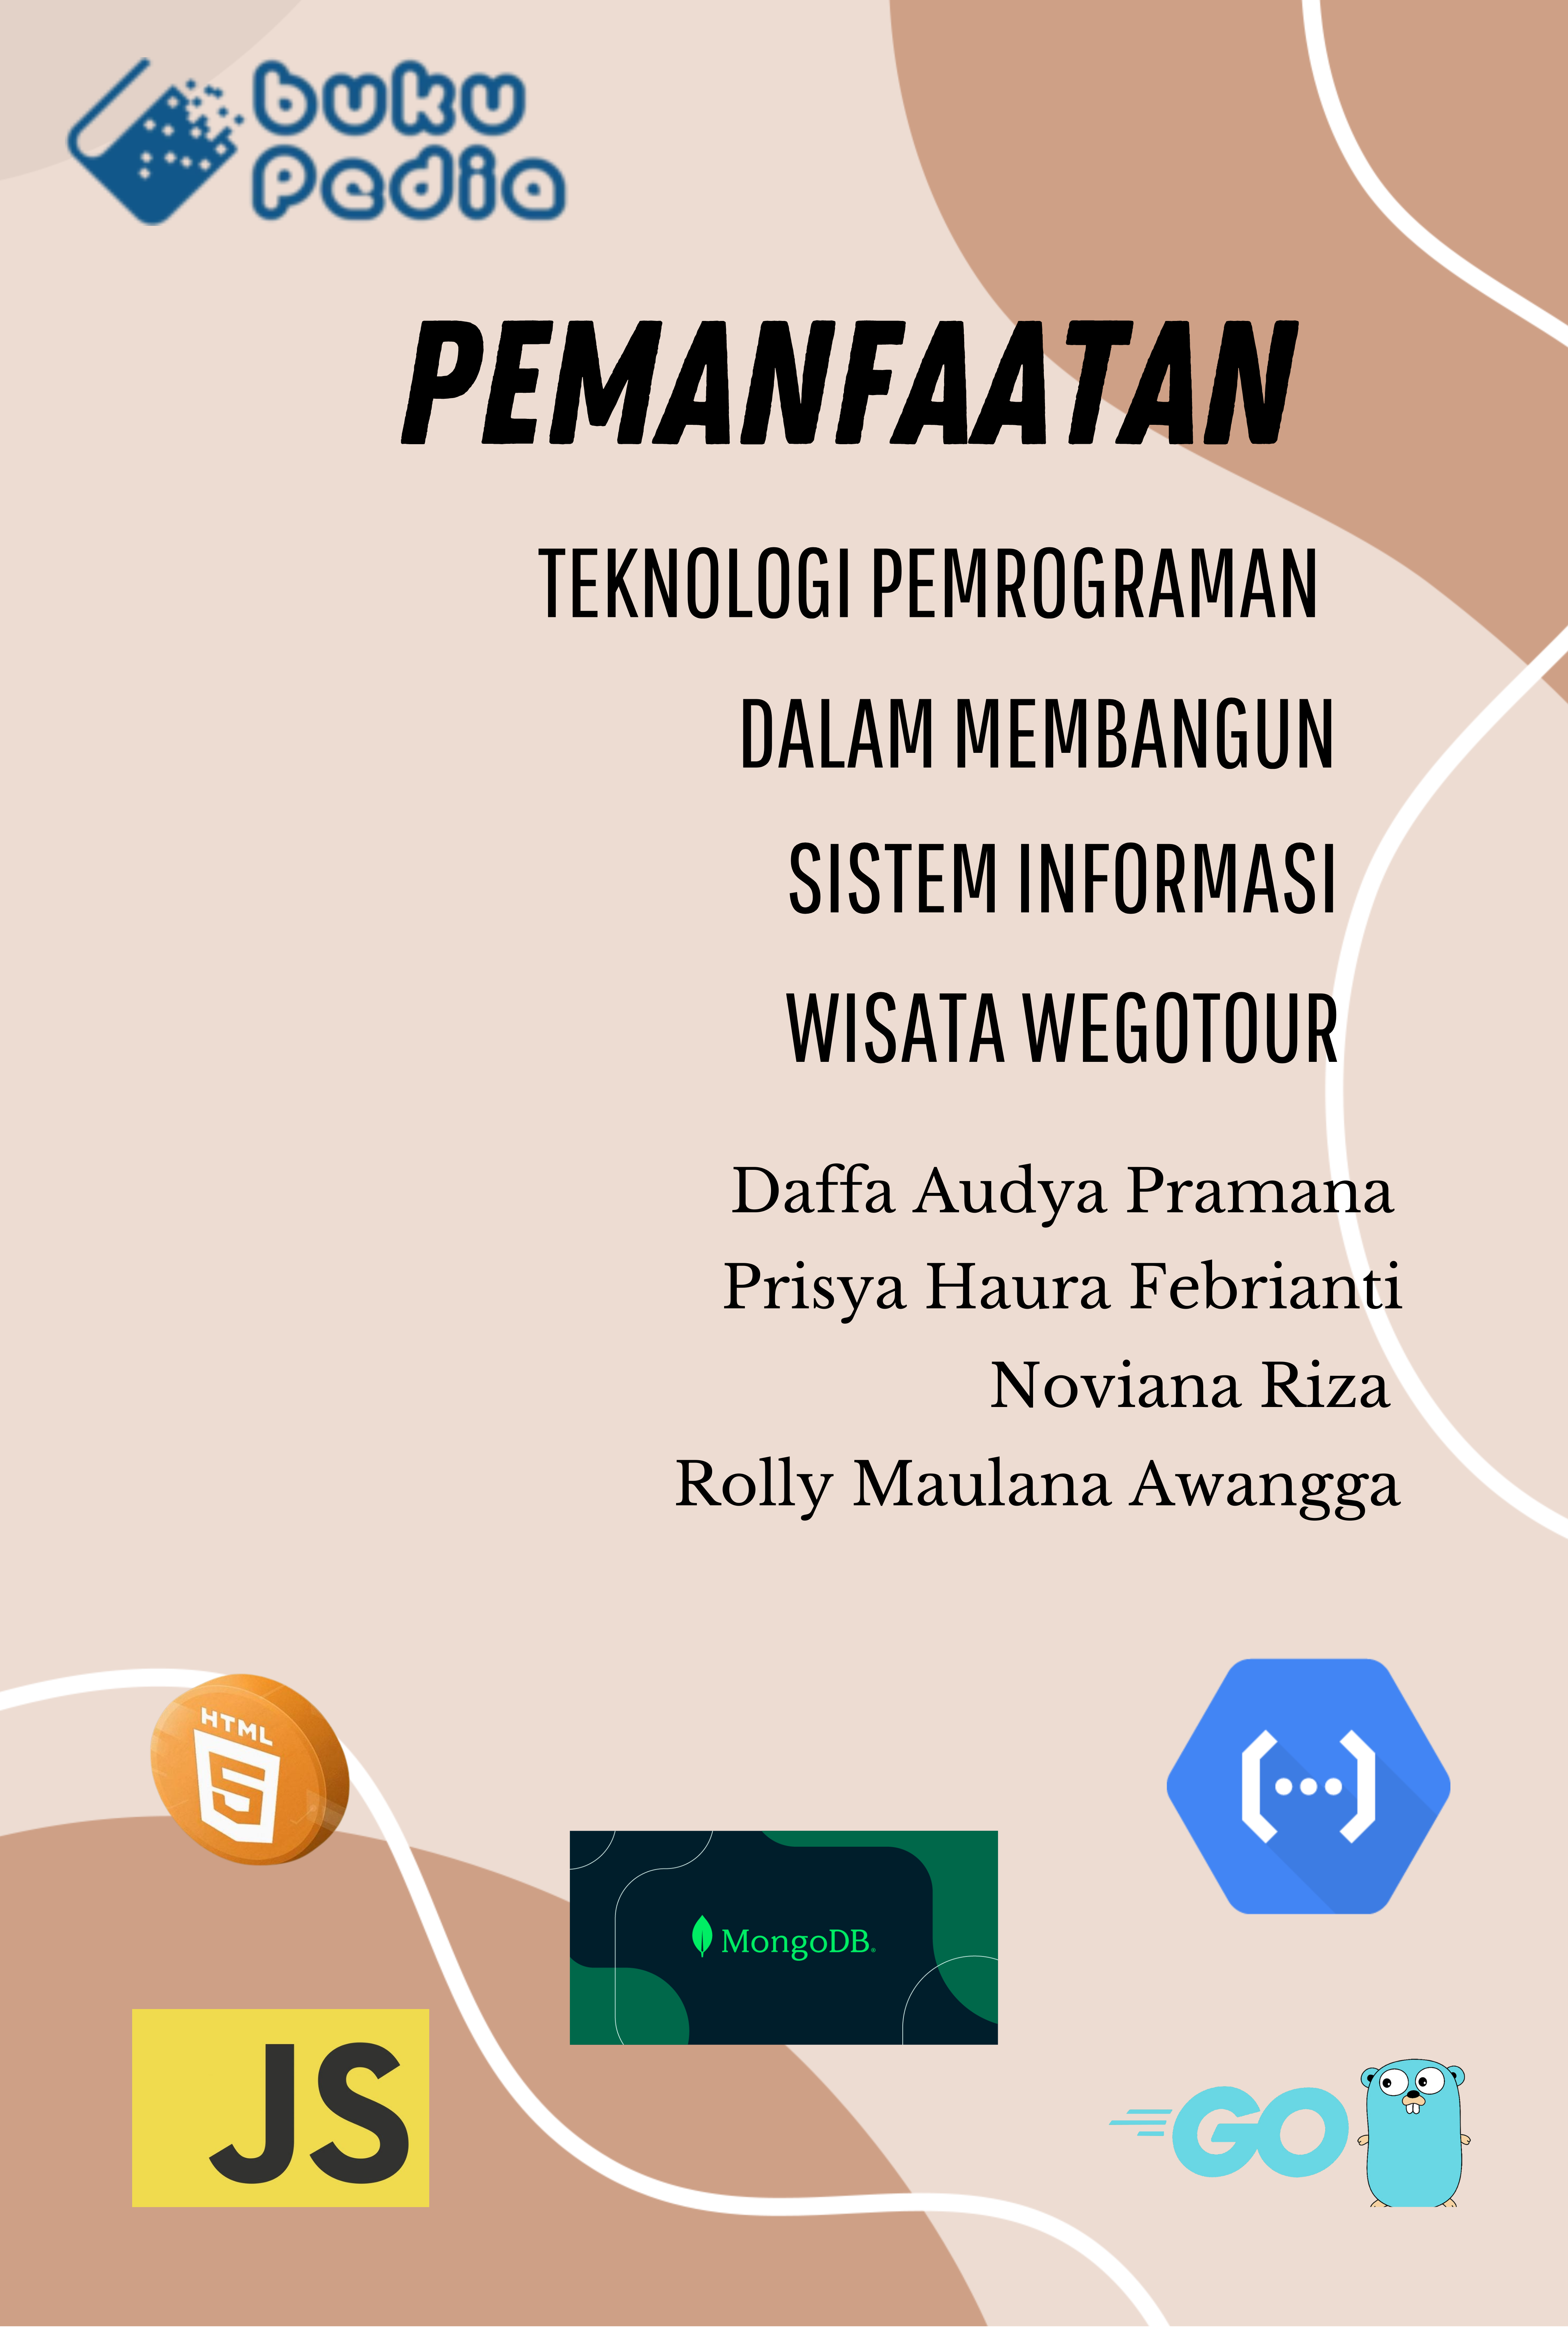 buku
Pedia
PEMANFAATAN
TEKNOLOGI PEMROGRAMAN
DALAM MEMBANGUN
SISTEM INFORMASI
WISATA WEGOTOUR
Daffa Audya Pramana
Prisya Haura Febrianti
Noviana Riza
Rolly Maulana Awangga
HTML
5
MongoDB®
JS
GO